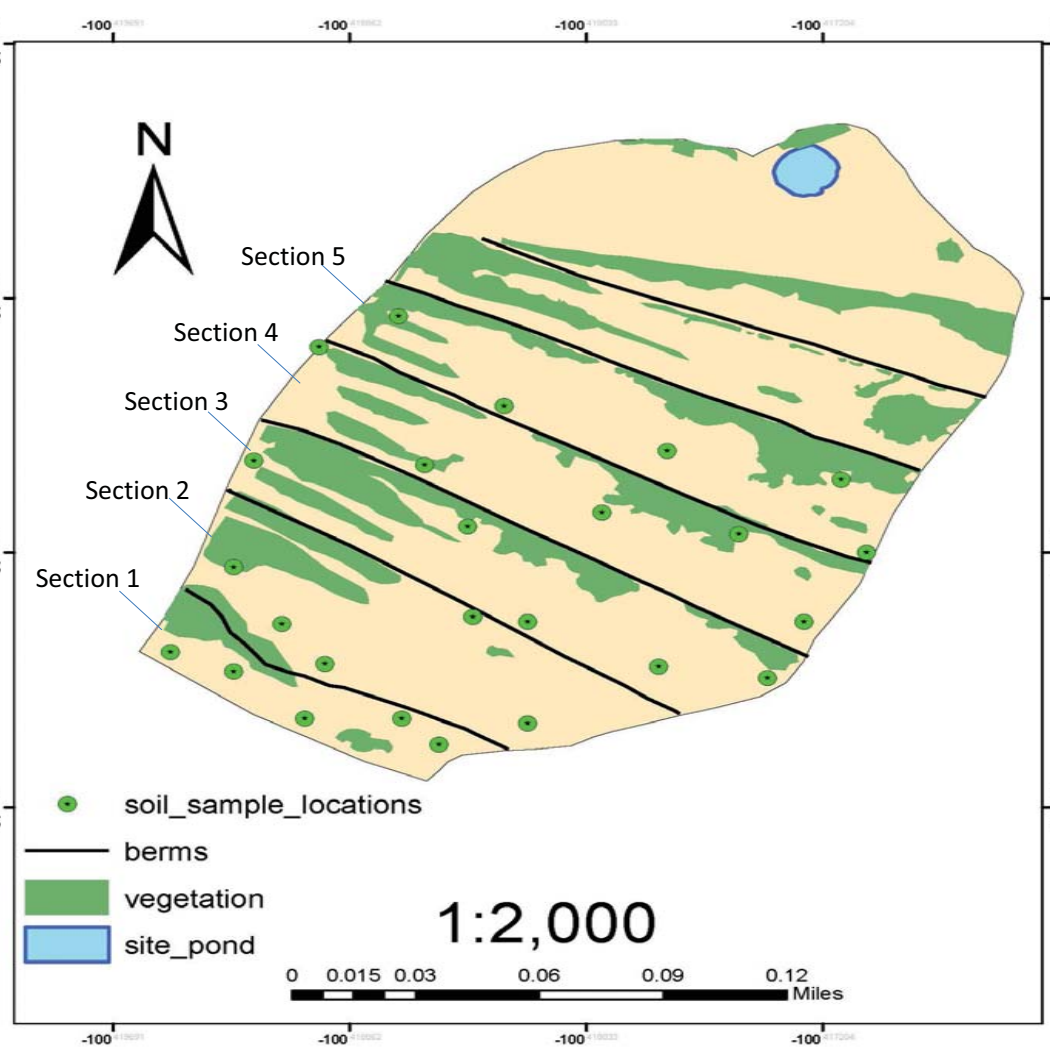 -100 -100 -100 -100
N
Section 5
Section 4
Section 3
Section 2
Section 1
soil_sample_locations
berms
vegetation
site_pond
1:2,000
0 0.015 0.03 0.06 0.09 0.12
Miles
-100 -100 -100 -100